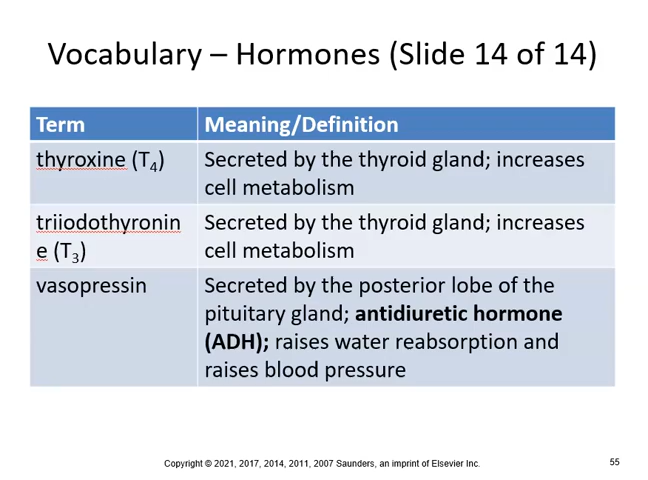 Vocabulary – Hormones (Slide 14 of 14)
Term
Meaning/Definition
thyroxine (T4)
Secreted by the thyroid gland; increases
cell metabolism
triiodothyronin
e (T3)
Secreted by the thyroid gland; increases
cell metabolism
vasopressin
Secreted by the posterior lobe of the
pituitary gland; antidiuretic hormone
(ADH); raises water reabsorption and
raises blood pressure
Copyright © 2021, 2017, 2014, 2011, 2007 Saunders, an imprint of Elsevier Inc.
55